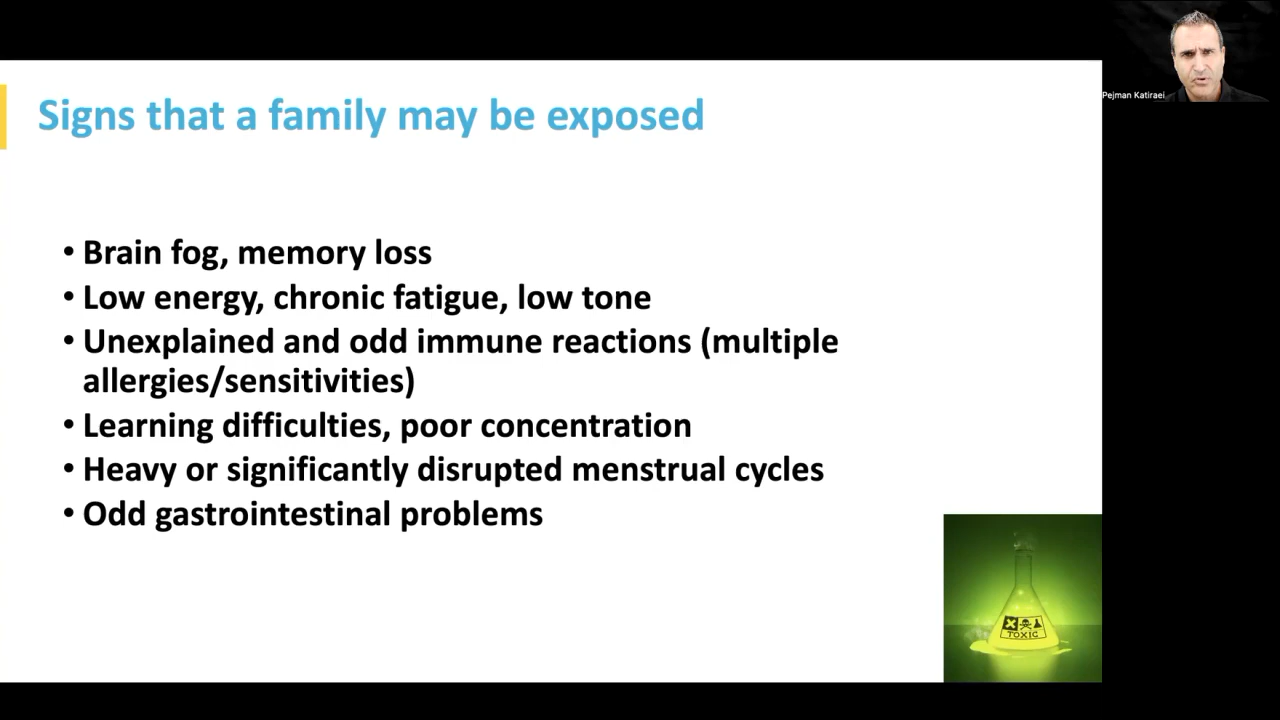 Signs that a family may be exposed
• Brain fog, memory loss
• Low energy, chronic fatigue, low tone
• Unexplained and odd immune reactions (multiple
allergies/sensitivities)
• Learning difficulties, poor concentration
• Heavy or significantly disrupted menstrual cycles
• Odd gastrointestinal problems
TOXIC
Pejman Katiraei